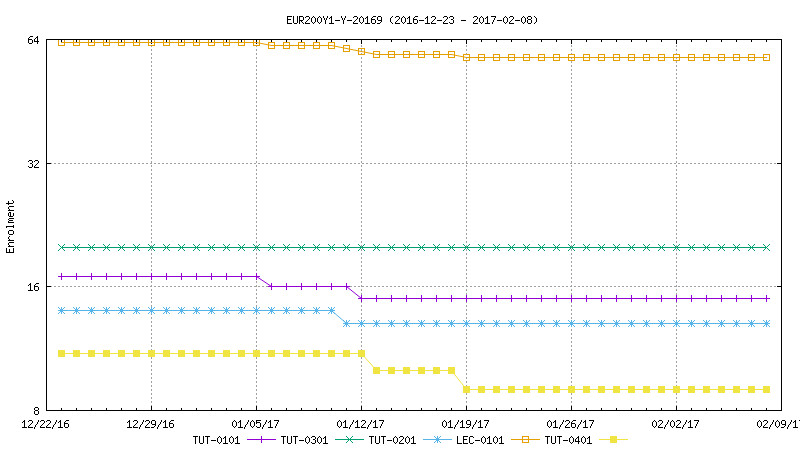 EUR200Y1-Y-20169 (2016-12-23 - 2017-02-08)
64
32
16
8
Enrolment
12/22/16 12/29/16 01/05/17 01/12/17 01/19/17 01/26/17 02/02/17 02/09/17
TUT-0101 TUT-0301 TUT-0201 LEC-0101 TUT-0401